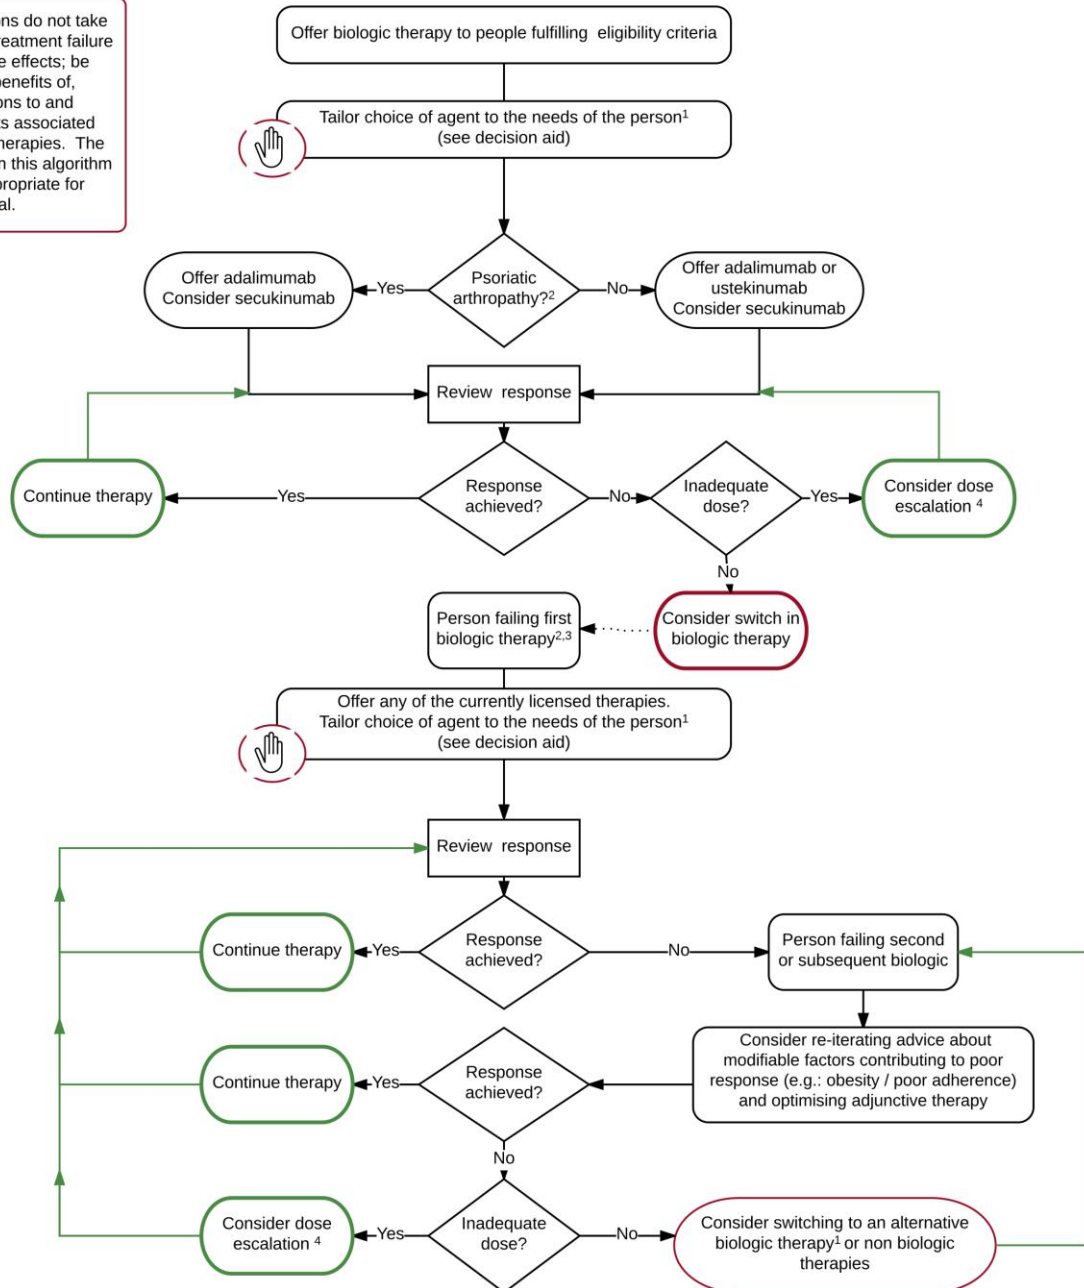 ns do not take
reatment failure
e effects; be
enefits of,
ons to and
s associated
herapies.  The
n this algorithm
propriate for
al.
Offer biologic therapy to people fulfilling  eligibility criteria
Tailor choice of agent to the needs of the person¹
(see decision aid)
Offer adalimumab
Consider secukinumab
Yes
Psoriatic
arthropathy?²
No
Offer adalimumab or
ustekinumab
Consider secukinumab
Review  response
Continue therapy
Yes
Response
achieved?
No
Inadequate
dose?
Yes
Consider dose
escalation ⁴
No
Person failing first
biologic therapy²,³
Consider switch in
biologic therapy
Offer any of the currently licensed therapies.
Tailor choice of agent to the needs of the person¹
(see decision aid)
Review  response
Continue therapy
Yes
Response
achieved?
No
Person failing second
or subsequent biologic
Consider re-iterating advice about
modifiable factors contributing to poor
response (e.g.: obesity / poor adherence)
and optimising adjunctive therapy
Continue therapy
Yes
Response
achieved?
No
Consider dose
escalation ⁴
Yes
Inadequate
dose?
No
Consider switching to an alternative
biologic therapy¹ or non biologic
therapies